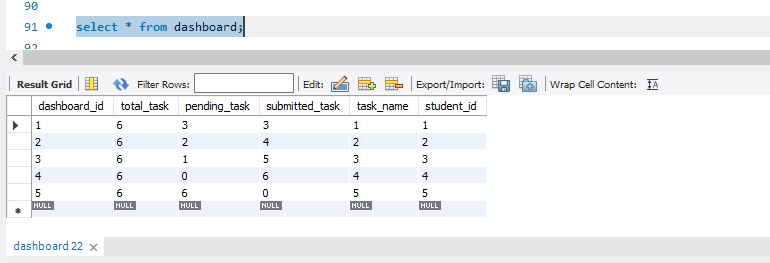 90
91 select * from dashboard;
92
Result Grid Filter Rows: Edit: Export/Import: Wrap Cell Content:
dashboard_id total_task pending_task submitted_task task_name student_id
1 6 3 3 1 1
2 6 2 4 2 2
3 6 1 5 3 3
4 6 0 6 4 4
5 6 6 0 5 5
NULL NULL NULL NULL NULL NULL
dashboard 22